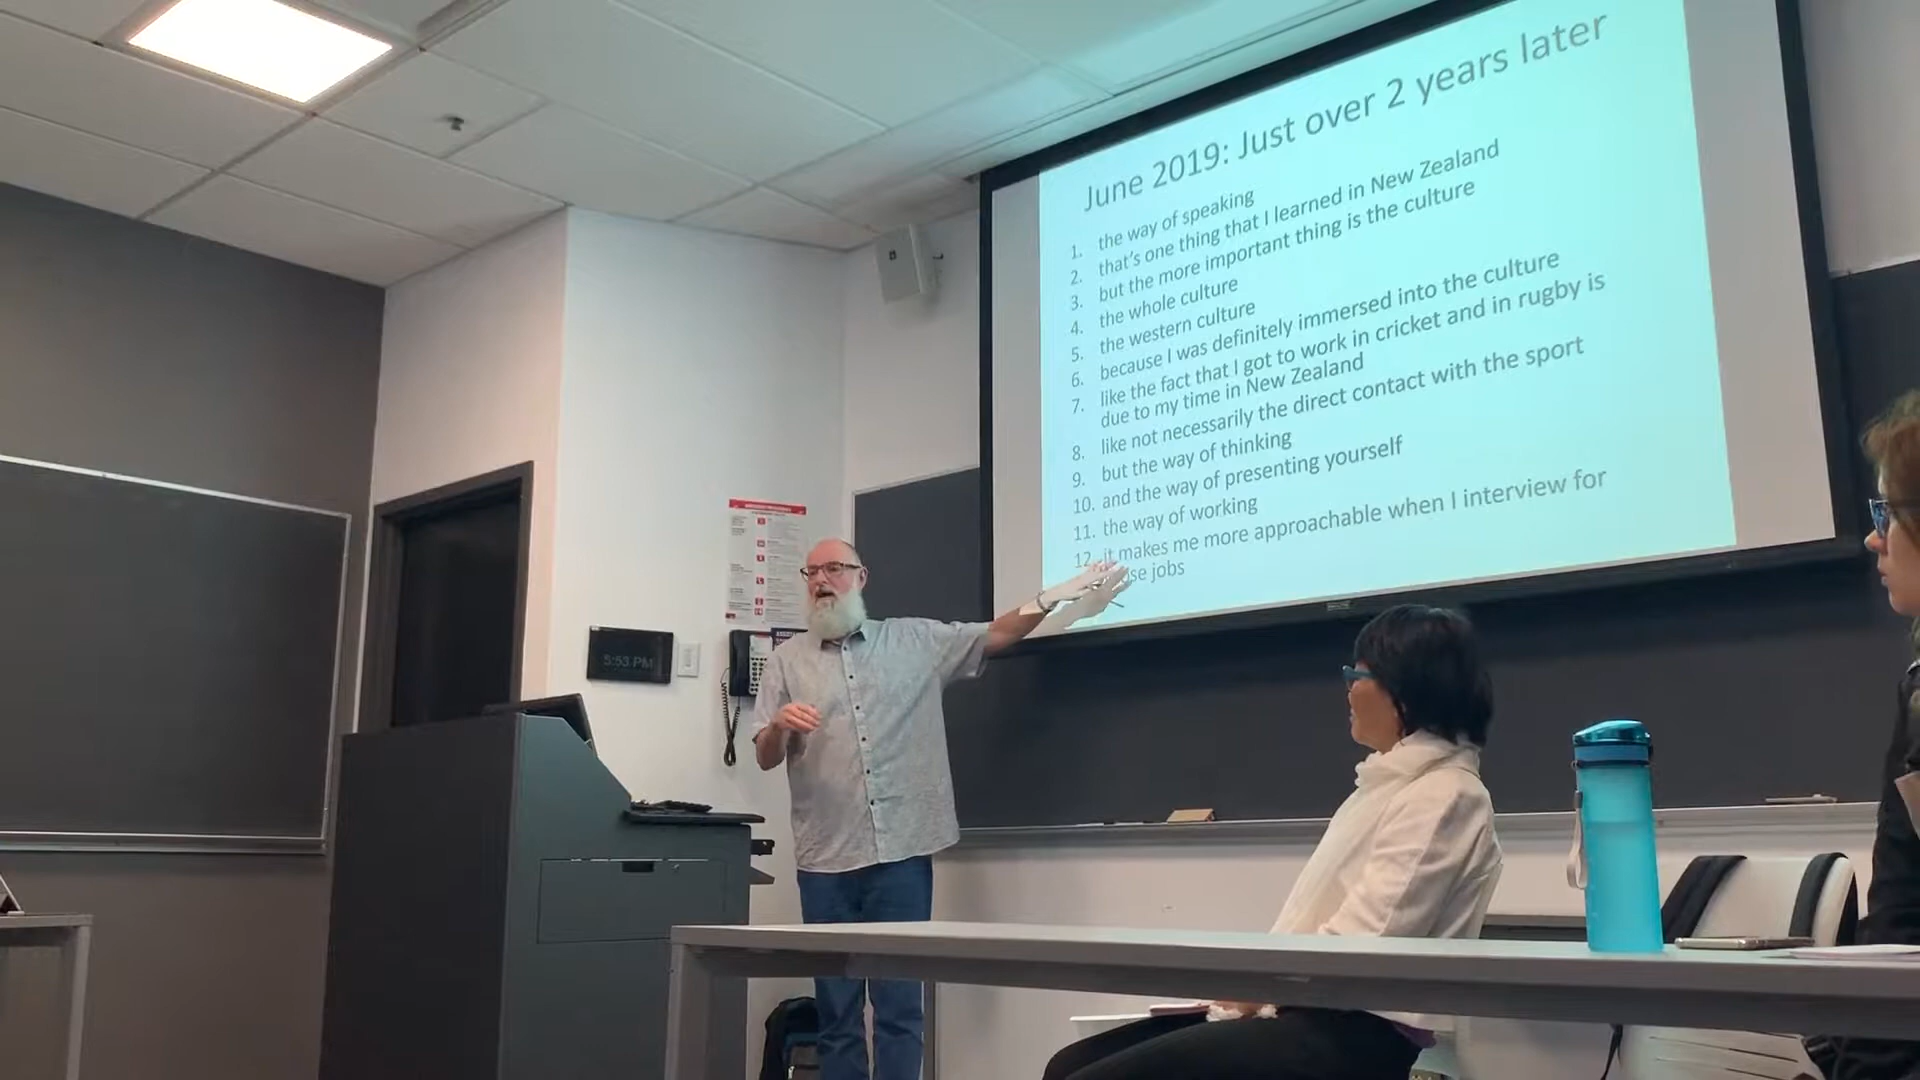 June 2019: Just over 2 years later
1. the way of speaking
2. that's one thing that I learned in New Zealand
3. but the more important thing is the culture
4. the whole culture
5. the western culture
6. because I was definitely immersed into the culture
7. like the fact that I got to work in cricket and in rugby is
due to my time in New Zealand
8. like not necessarily the direct contact with the sport
9. but the way of thinking
10. and the way of presenting yourself
11. the way of working
12. it makes me more approachable when I interview for
jobs
5:53 PM